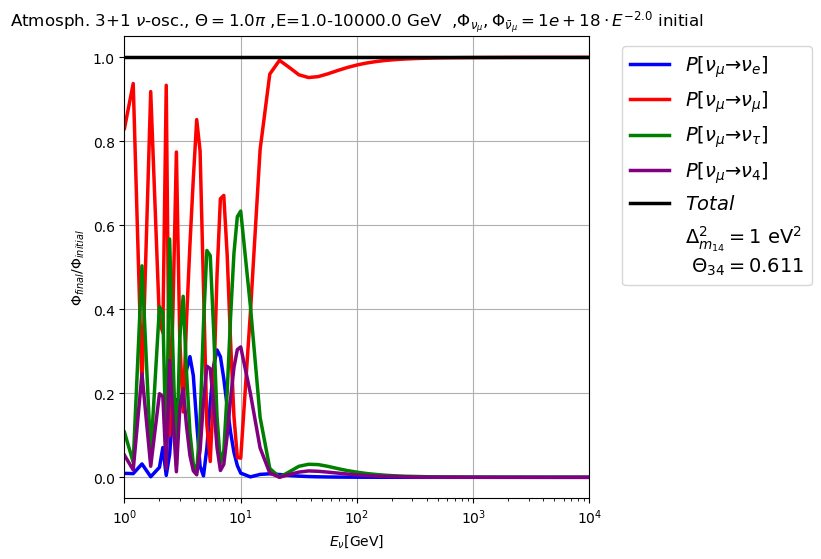 Atmosph. 3+1 ν-osc., Θ = 1.0π ,E=1.0-10000.0 GeV ,Φ_{ν_μ}, Φ_{ν̄_μ} = 1e + 18 · E^{−2.0} initial
1.0
0.8
0.6
0.4
0.2
0.0
Φ_{final}/Φ_{initial}
10^0
10^1
10^2
10^3
10^4
E_ν[GeV]
P[ν_μ→ν_e]
P[ν_μ→ν_μ]
P[ν_μ→ν_τ]
P[ν_μ→ν_4]
Total
Δ^2_{m_{14}} = 1 eV^2
Θ_{34} = 0.611